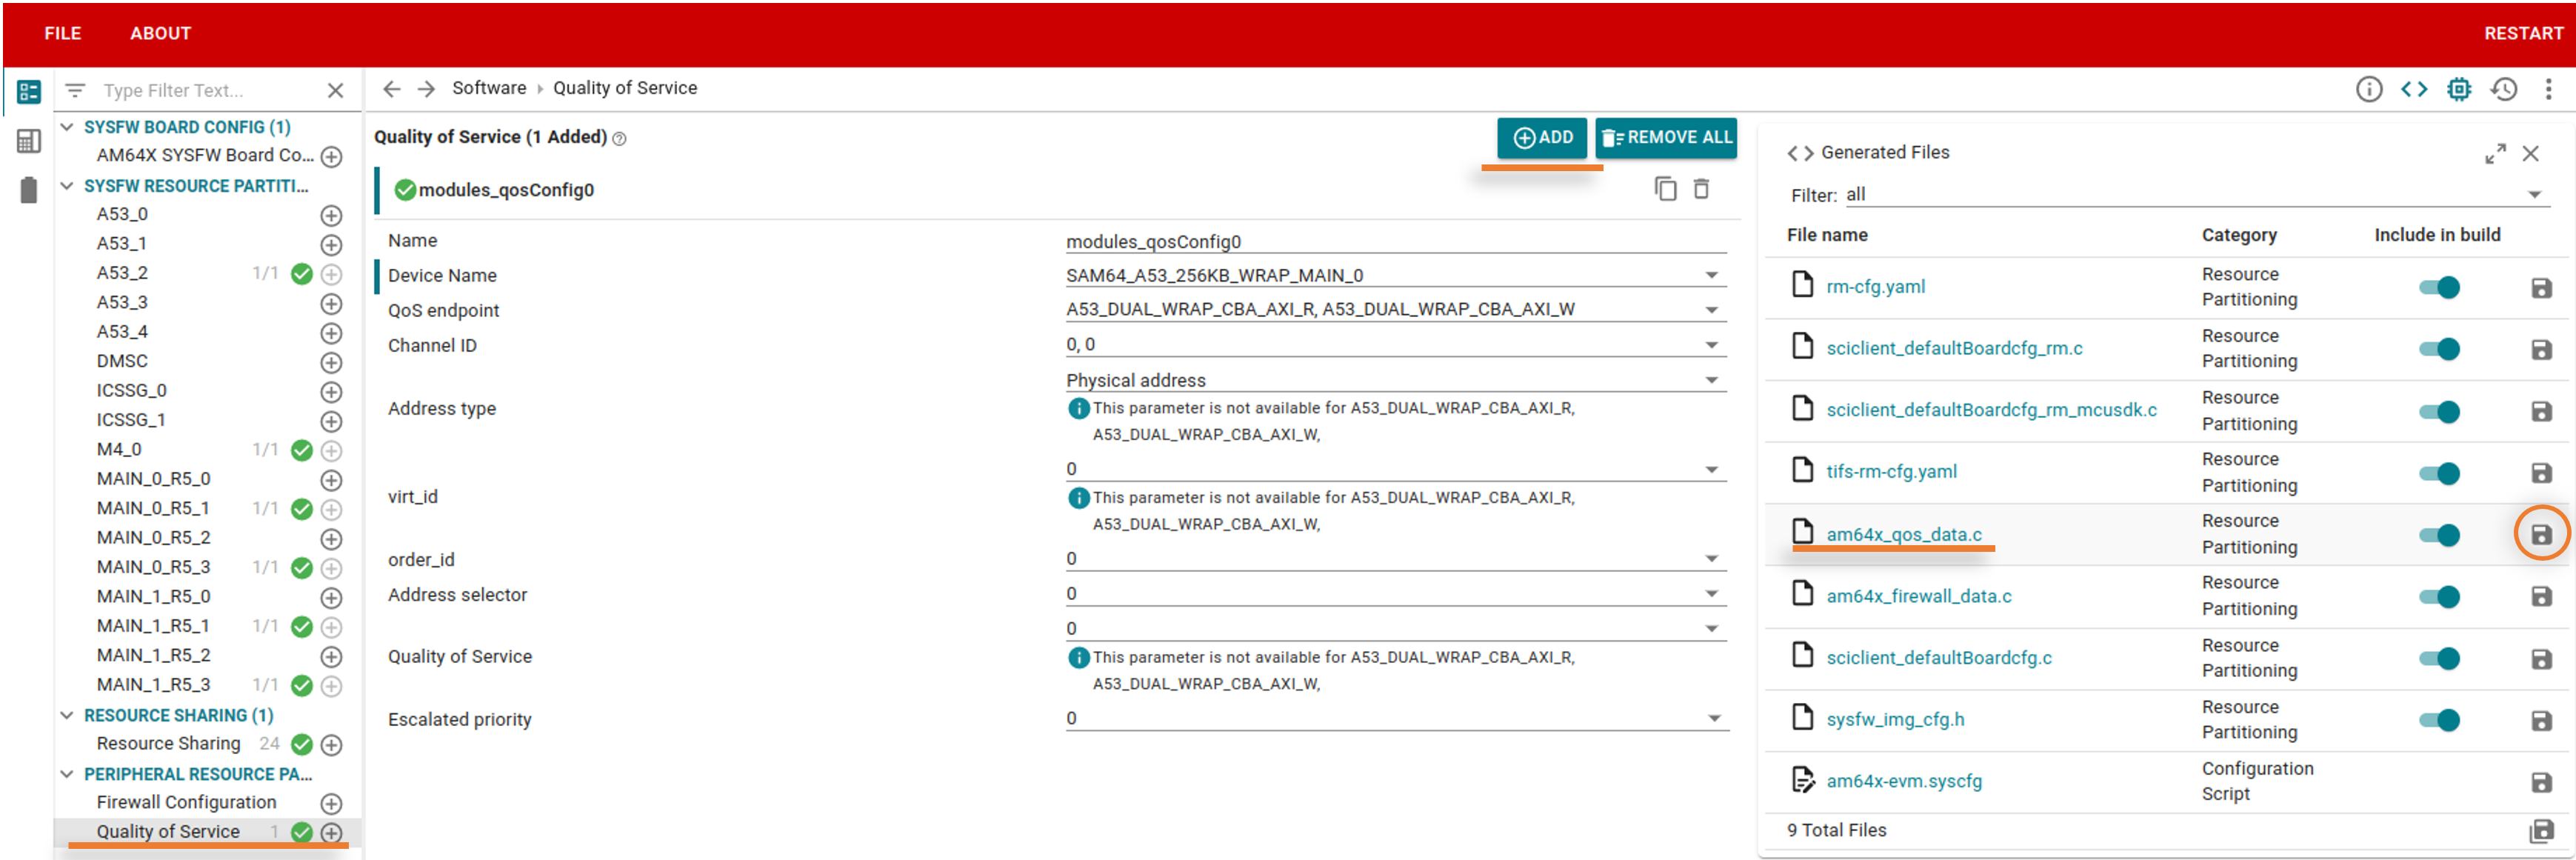 FILE ABOUT RESTART
Type Filter Text...
SYSFW BOARD CONFIG (1)
AM64X SYSFW Board Co...
SYSFW RESOURCE PARTITI...
A53_0
A53_1
A53_2 1/1
A53_3
A53_4
DMSC
ICSSG_0
ICSSG_1
M4_0 1/1
MAIN_0_R5_0
MAIN_0_R5_1 1/1
MAIN_0_R5_2
MAIN_0_R5_3 1/1
MAIN_1_R5_0
MAIN_1_R5_1 1/1
MAIN_1_R5_2
MAIN_1_R5_3 1/1
RESOURCE SHARING (1)
Resource Sharing 24
PERIPHERAL RESOURCE PA...
Firewall Configuration
Quality of Service 1
Software › Quality of Service
Quality of Service (1 Added)
ADD REMOVE ALL
modules_qosConfig0
Name modules_qosConfig0
Device Name SAM64_A53_256KB_WRAP_MAIN_0
QoS endpoint A53_DUAL_WRAP_CBA_AXI_R, A53_DUAL_WRAP_CBA_AXI_W
Channel ID 0, 0
Address type Physical address
This parameter is not available for A53_DUAL_WRAP_CBA_AXI_R,
A53_DUAL_WRAP_CBA_AXI_W,
virt_id 0
This parameter is not available for A53_DUAL_WRAP_CBA_AXI_R,
A53_DUAL_WRAP_CBA_AXI_W,
order_id 0
Address selector 0
Quality of Service 0
This parameter is not available for A53_DUAL_WRAP_CBA_AXI_R,
A53_DUAL_WRAP_CBA_AXI_W,
Escalated priority 0
Generated Files
Filter: all
File name Category Include in build
rm-cfg.yaml Resource
Partitioning
sciclient_defaultBoardcfg_rm.c Resource
Partitioning
sciclient_defaultBoardcfg_rm_mcusdk.c Resource
Partitioning
tifs-rm-cfg.yaml Resource
Partitioning
am64x_qos_data.c Resource
Partitioning
am64x_firewall_data.c Resource
Partitioning
sciclient_defaultBoardcfg.c Resource
Partitioning
sysfw_img_cfg.h Resource
Partitioning
am64x-evm.syscfg Configuration
Script
9 Total Files